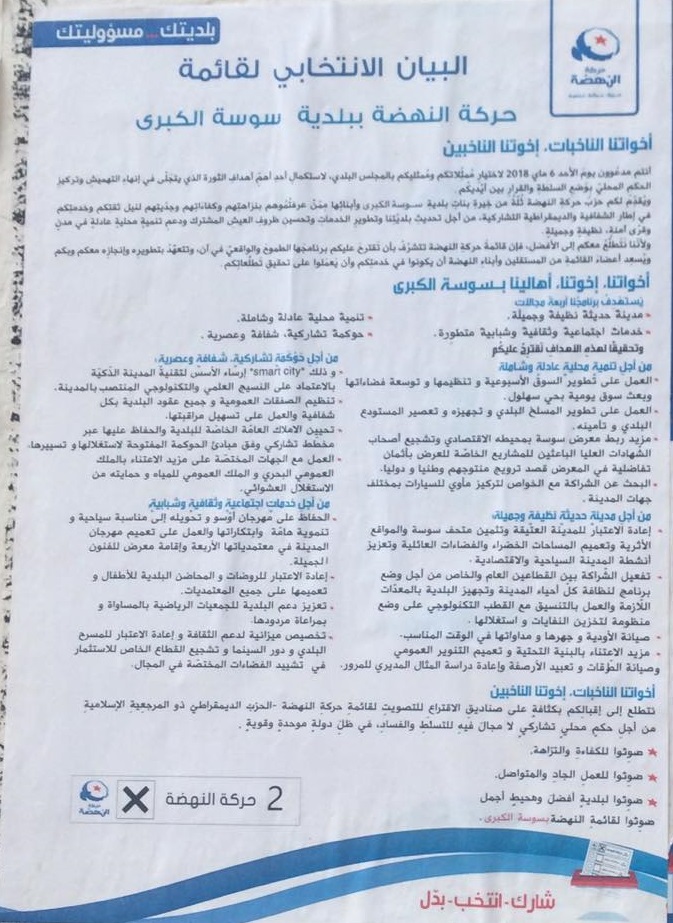 بلديتك... مسؤوليتك
حركة
النهضة
البيان الانتخابي لقائمة
حركة النهضة ببلدية سوسة الكبرى
أخواتنا الناخبات، إخوتنا الناخبين
أنتم مدعوون يوم الأحد 6 ماي 2018 لاختيار ممثلاتكم وممثليكم بالمجلس البلدي، لاستكمال أحد أهم أهداف الثورة الذي يتجلّى في إنهاء التهميش وتركيز
الحكم المحلي بوضع السلطة والقرار بين أيديكم.
ويقدم لكم حزب حركة النهضة ثلّة من خيرة بنات بلدية سوسة الكبرى وأبنائها ممّن عرفتموهم بنزاهتهم وكفاءاتهم وجديتهم لنيل ثقتكم وخدمتكم
في إطار الشفافية والديمقراطية التشاركية، من أجل تحديث بلديتنا وتطوير الخدمات وتحسين ظروف العيش المشترك ودعم تنمية محلية عادلة في مدن
وقرى آمنة، نظيفة وجميلة.
ولأننا نتطلّع معكم إلى الأفضل، فإن قائمة حركة النهضة تتشرف بأن تقترح عليكم برنامجها الطموح والواقعي في آن، وتتعهد بتطويره وإنجازه معكم وبكم
ويسعد أعضاء القائمة من المستقلين وأبناء النهضة أن يكونوا في خدمتكم وأن يعملوا على تحقيق تطلعاتكم.
أخواتنا، إخوتنا، أهالينا بـسوسة الكبرى
يستهدف برنامجنا أربعة مجالات
- مدينة حديثة نظيفة وجميلة.
- تنمية محلية عادلة وشاملة.
- خدمات اجتماعية وثقافية وشبابية متطورة.
- حوكمة تشاركية، شفافة وعصرية.
وتحقيقا لهذه الأهداف نقترح عليكم
من أجل تنمية محلية عادلة وشاملة
- العمل على تطوير السوق الأسبوعية و تنظيمها و توسعة فضاءاتها
وبعث سوق يومية بحي سهلول.
- العمل على تطوير المسلخ البلدي و تجهيزه و تعصير المستودع
البلدي و تأمينه.
- مزيد ربط معرض سوسة بمحيطه الاقتصادي وتشجيع أصحاب
الشهادات العليا الباعثين للمشاريع الخاصة للعرض بأثمان
تفاضلية في المعرض قصد ترويج منتوجهم وطنيا و دوليا.
- البحث عن الشراكة مع الخواص لتركيز مأوي للسيارات بمختلف
جهات المدينة.
من أجل مدينة حديثة نظيفة وجميلة:
- إعادة الاعتبار للمدينة العتيقة وتثمين متحف سوسة والمواقع
الأثرية وتعميم المساحات الخضراء والفضاءات العائلية وتعزيز
أنشطة المدينة السياحية والاقتصادية.
- تفعيل الشراكة بين القطاعين العام والخاص من أجل وضع
برنامج لنظافة كل أحياء المدينة وتجهيز البلدية بالمعدّات
اللازمة والعمل بالتنسيق مع القطب التكنولوجي على وضع
منظومة لتخزين النفايات و استغلالها.
- صيانة الأودية و جهرها و مداواتها في الوقت المناسب.
- مزيد الاعتناء بالبنية التحتية و تعميم التنوير العمومي
وصيانة الطرقات و تعبيد الأرصفة وإعادة دراسة المثال المديري للمرور.
من أجل حوكمة تشاركية، شفافة وعصرية:
- و ذلك "smart city" إرساء الأسس لتقنية المدينة الذكية
بالاعتماد على النسيج العلمي والتكنولوجي المنتصب بالمدينة.
- تنظيم الصفقات العمومية و جميع عقود البلدية بكل
شفافية والعمل على تسهيل مراقبتها.
- تحيين الاملاك العامة الخاصة للبلدية والحفاظ عليها عبر
مخطط تشاركي وفق مبادئ الحوكمة المفتوحة لاستغلالها و تسييرها.
- العمل مع الجهات المختصة على مزيد الاعتناء بالملك
العمومي البحري و الملك العمومي للمياه و حمايته من
الاستغلال العشوائي.
من أجل خدمات اجتماعية وثقافية وشبابية:
- الحفاظ على مهرجان أوسو و تحويله إلى مناسبة سياحية و
تنموية هامة وابتكاراتها والعمل على تعميم مهرجان
المدينة في معتمدياتها الأربعة وإقامة معرض للفنون
الجميلة.
- إعادة الاعتبار للروضات و المحاضن البلدية للأطفال و
تعميمها على جميع المعتمديات.
- تعزيز دعم البلدية للجمعيات الرياضية بالمساواة و
بمراعاة مردودها.
- تخصيص ميزانية لدعم الثقافة و إعادة الاعتبار للمسرح
البلدي و دور السينما و تشجيع القطاع الخاص للاستثمار
في تشييد الفضاءات المختصة في المجال.
أخواتنا الناخبات، إخوتنا الناخبين
نتطلع إلى إقبالكم بكثافة على صناديق الاقتراع للتصويت لقائمة حركة النهضة -الحزب الديمقراطي ذو المرجعية الإسلامية
من أجل حكم محلي تشاركي لا مجال فيه للتسلط والفساد، في ظل دولة موحدة وقوية.
صوتوا للكفاءة والنزاهة.
صوتوا للعمل الجاد والمتواصل.
صوتوا لبلدية أفضل ومحيط أجمل
صوتوا لقائمة النهضة بسوسة الكبرى.
2 حركة النهضة
حركة
النهضة
شارك - انتخب - بدّل